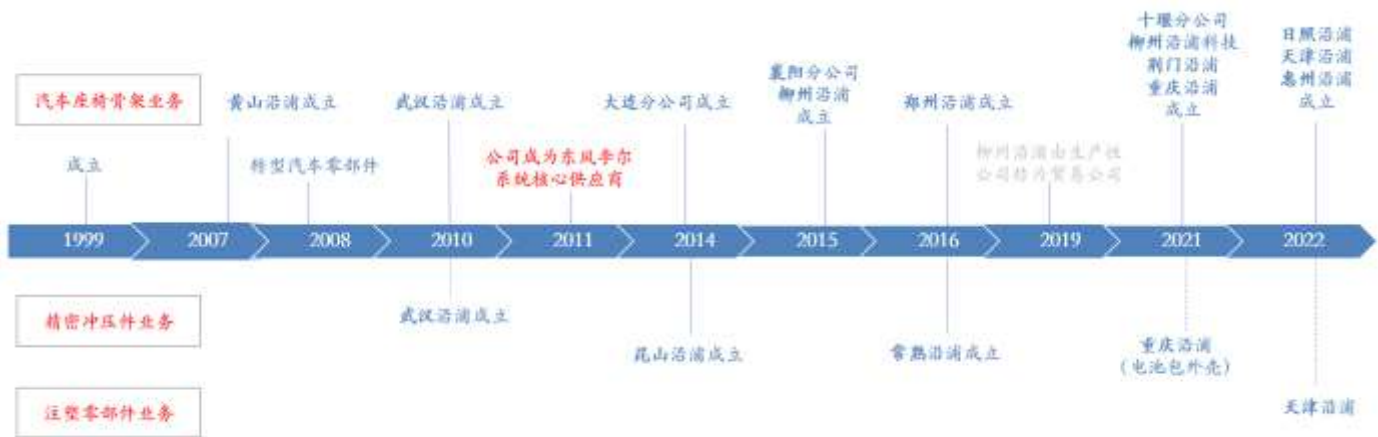 十堰分公司
柳州沿浦科技
荆门沿浦
重庆沿浦
成立
日照沿浦
天津沿浦
惠州沿浦
成立
汽车座椅骨架业务
黄山沿浦成立
武汉沿浦成立
大连分公司成立
襄阳分公司
柳州沿浦
成立
郑州沿浦成立
成立
转型汽车零部件
公司成为东风李尔
系统核心供应商
柳州沿浦由生产性
公司转为贸易公司
1999
2007
2008
2010
2011
2014
2015
2016
2019
2021
2022
精密冲压件业务
武汉沿浦成立
昆山沿浦成立
常熟沿浦成立
重庆沿浦
(电池包外壳)
注塑零部件业务
天津沿浦